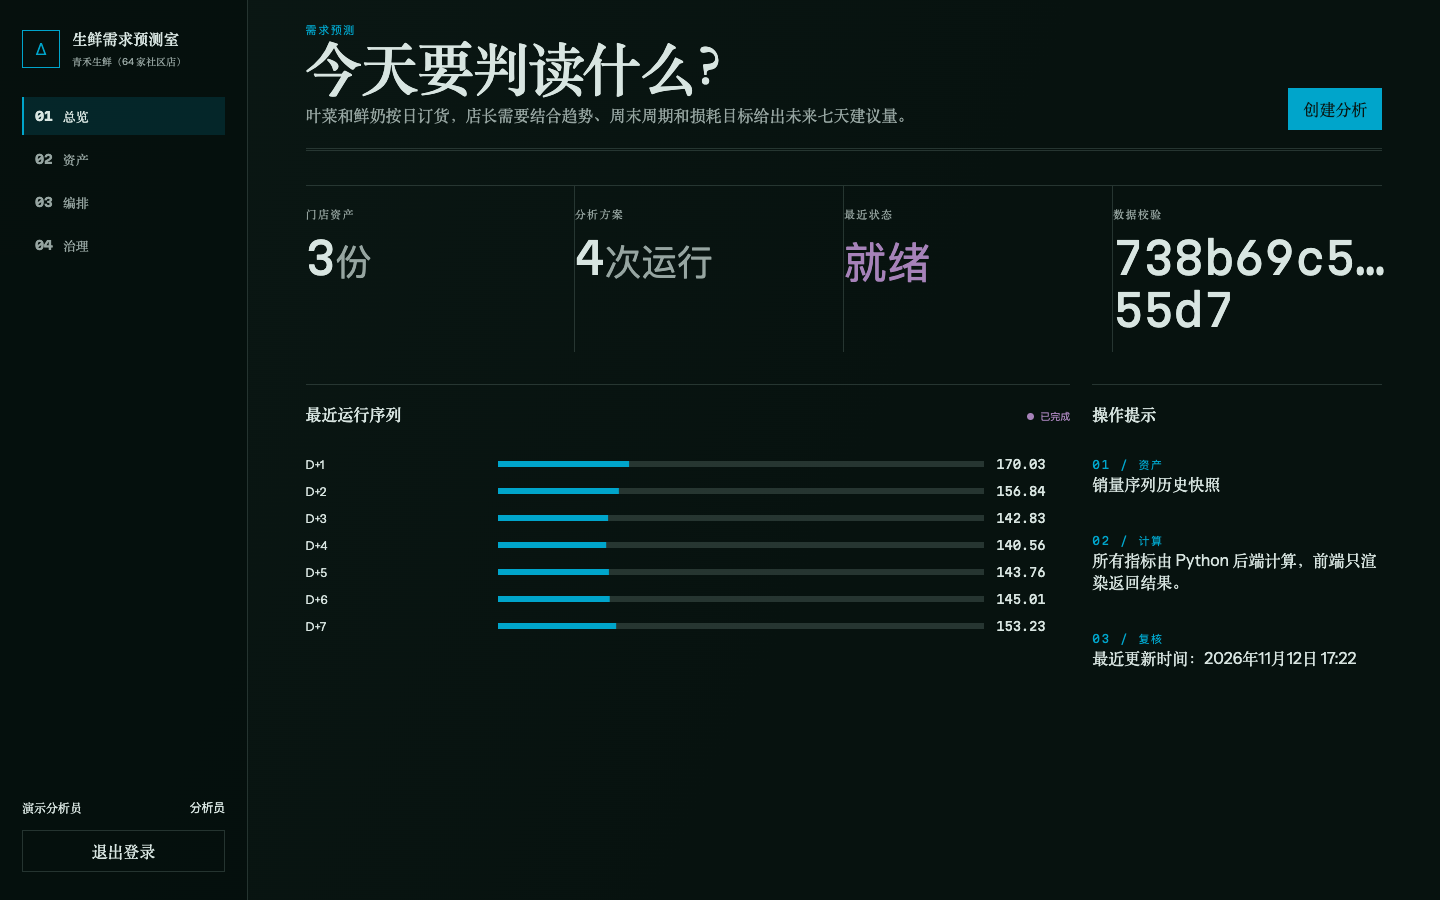 Δ
生鲜需求预测室
青禾生鲜（64 家社区店）
01 总览
02 资产
03 编排
04 治理
演示分析员 分析员
退出登录
需求预测
今天要判读什么？
叶菜和鲜奶按日订货，店长需要结合趋势、周末周期和损耗目标给出未来七天建议量。
创建分析
门店资产
3份
分析方案
4次运行
最近状态
就绪
数据校验
738b69c5…
55d7
最近运行序列 已完成
D+1 170.03
D+2 156.84
D+3 142.83
D+4 140.56
D+5 143.76
D+6 145.01
D+7 153.23
操作提示
01 / 资产
销量序列历史快照
02 / 计算
所有指标由 Python 后端计算，前端只渲
染返回结果。
03 / 复核
最近更新时间：2026年11月12日 17:22